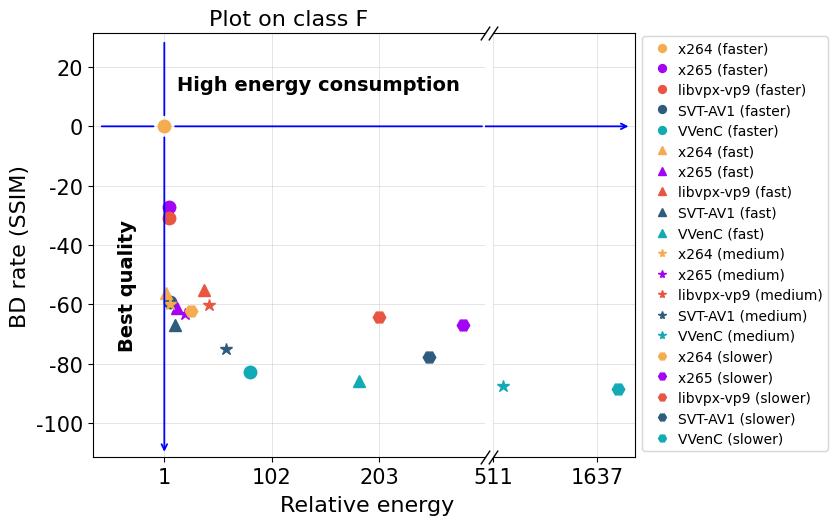 Plot on class F
20
0
-20
-40
-60
-80
-100
BD rate (SSIM)
High energy consumption
Best quality
1
102
203
511
1637
Relative energy
x264 (faster)
x265 (faster)
libvpx-vp9 (faster)
SVT-AV1 (faster)
VVenC (faster)
x264 (fast)
x265 (fast)
libvpx-vp9 (fast)
SVT-AV1 (fast)
VVenC (fast)
x264 (medium)
x265 (medium)
libvpx-vp9 (medium)
SVT-AV1 (medium)
VVenC (medium)
x264 (slower)
x265 (slower)
libvpx-vp9 (slower)
SVT-AV1 (slower)
VVenC (slower)